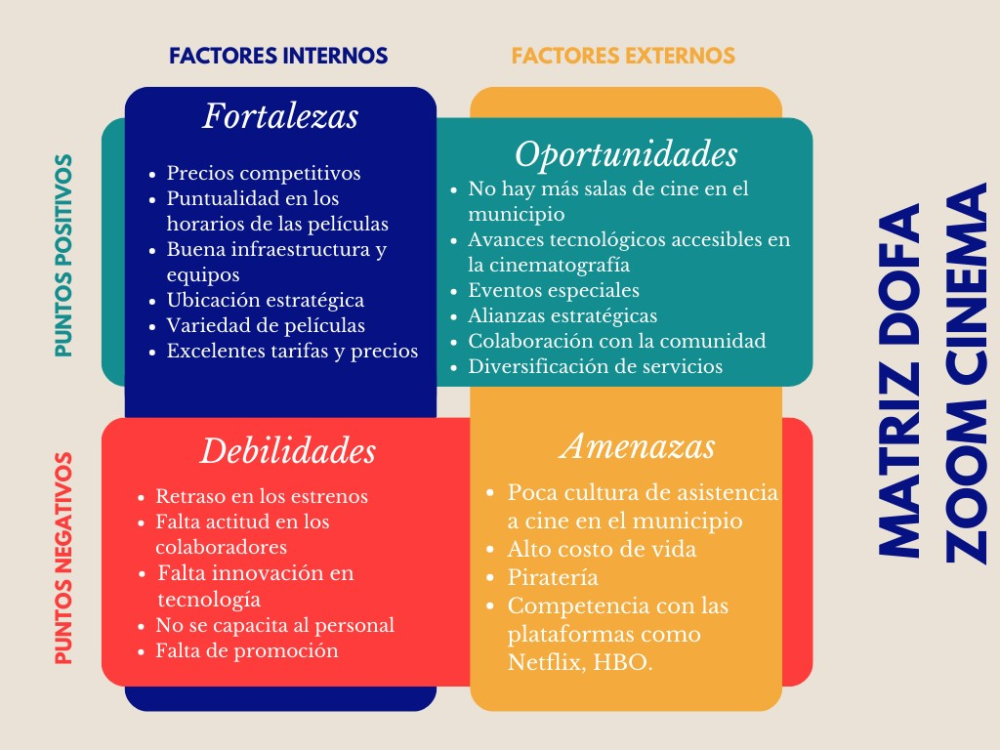 FACTORES INTERNOS
FACTORES EXTERNOS
PUNTOS POSITIVOS
Fortalezas
• Precios competitivos
• Puntualidad en los
horarios de las películas
• Buena infraestructura y
equipos
• Ubicación estratégica
• Variedad de películas
• Excelentes tarifas y precios
Oportunidades
• No hay más salas de cine en el
municipio
• Avances tecnológicos accesibles en
la cinematografía
• Eventos especiales
• Alianzas estratégicas
• Colaboración con la comunidad
• Diversificación de servicios
PUNTOS NEGATIVOS
Debilidades
• Retraso en los estrenos
• Falta actitud en los
colaboradores
• Falta innovación en
tecnología
• No se capacita al personal
• Falta de promoción
Amenazas
• Poca cultura de asistencia
a cine en el municipio
• Alto costo de vida
• Piratería
• Competencia con las
plataformas como
Netflix, HBO.
MATRIZ DOFA
ZOOM CINEMA